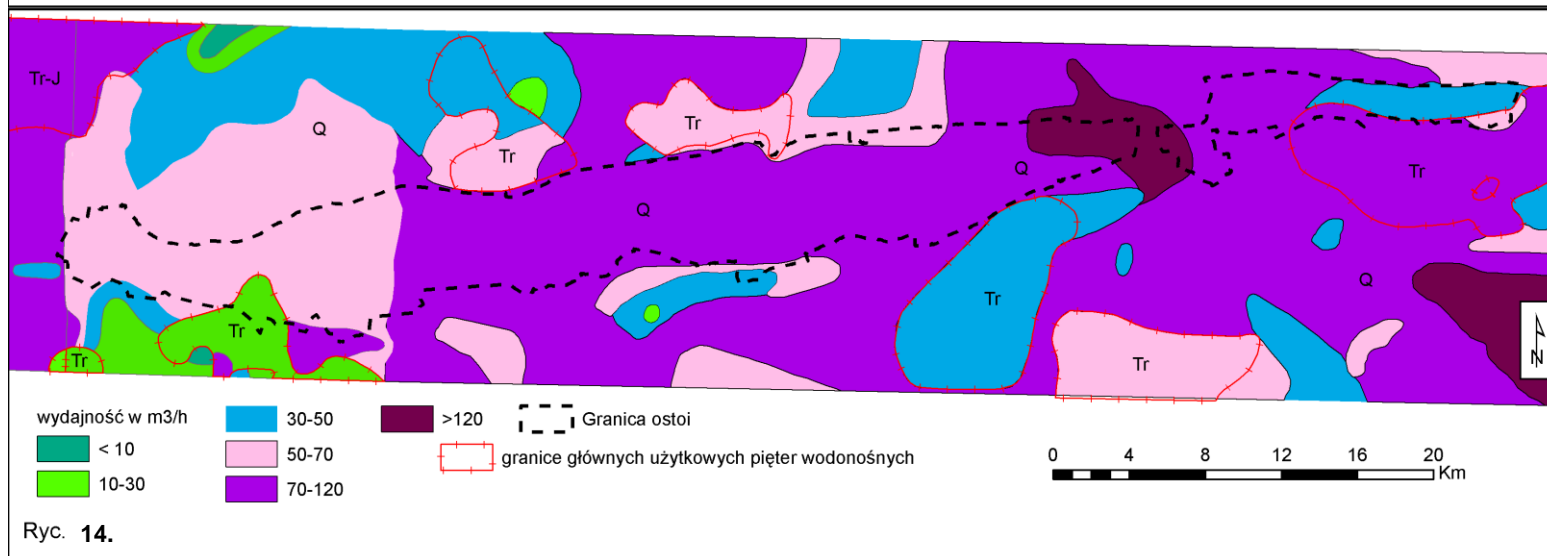 Tr-J
Q
Tr
Tr
Q
Q
Tr
Tr
Tr
Tr
Q
Tr
N
wydajność w m3/h
< 10
10-30
30-50
50-70
70-120
>120
Granica ostoi
granice głównych użytkowych pięter wodonośnych
0 4 8 12 16 20
Km
Ryc. 14.